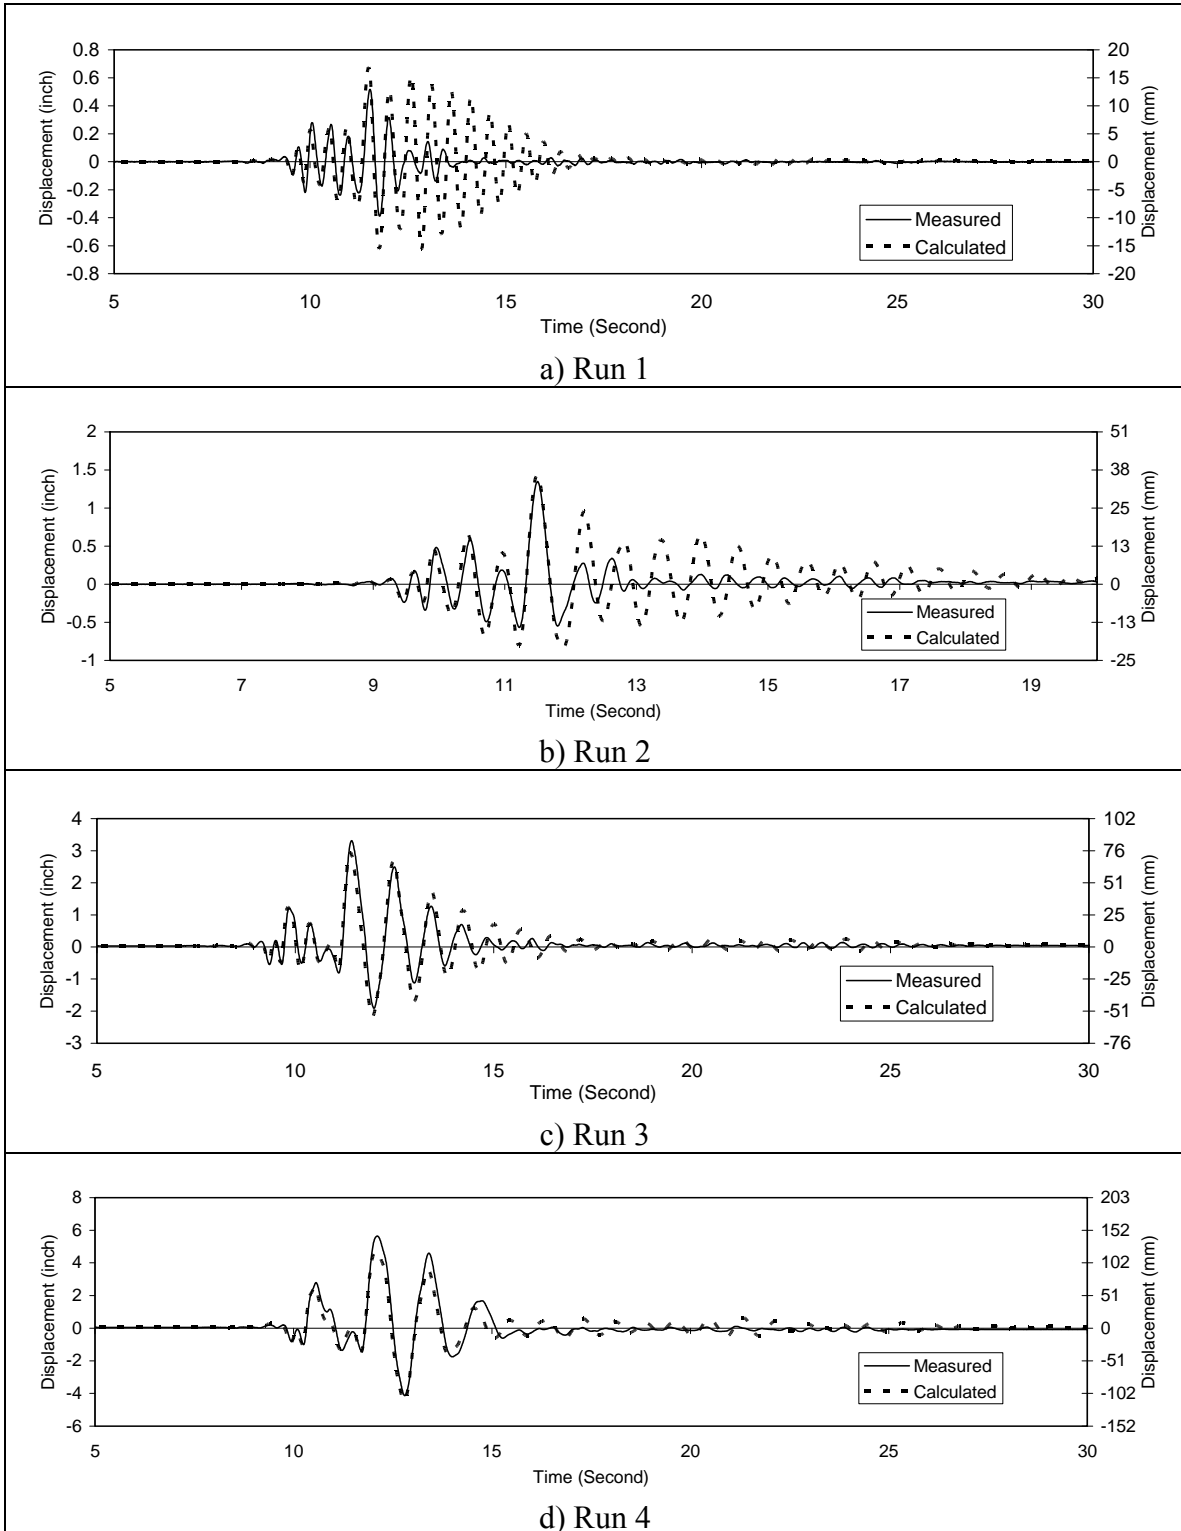 0.8
0.6
0.4
0.2
0
-0.2
-0.4
-0.6
-0.8
Displacement (inch)
20
15
10
5
0
-5
-10
-15
-20
Displacement (mm)
Measured
Calculated
5 10 15 20 25 30
Time (Second)
a) Run 1
2
1.5
1
0.5
0
-0.5
-1
Displacement (inch)
51
38
25
13
0
-13
-25
Displacement (mm)
Measured
Calculated
5 7 9 11 13 15 17 19
Time (Second)
b) Run 2
4
3
2
1
0
-1
-2
-3
Displacement (inch)
102
76
51
25
0
-25
-51
-76
Displacement (mm)
Measured
Calculated
5 10 15 20 25 30
Time (Second)
c) Run 3
8
6
4
2
0
-2
-4
-6
Displacement (inch)
203
152
102
51
0
-51
-102
-152
Displacement (mm)
Measured
Calculated
5 10 15 20 25 30
Time (Second)
d) Run 4